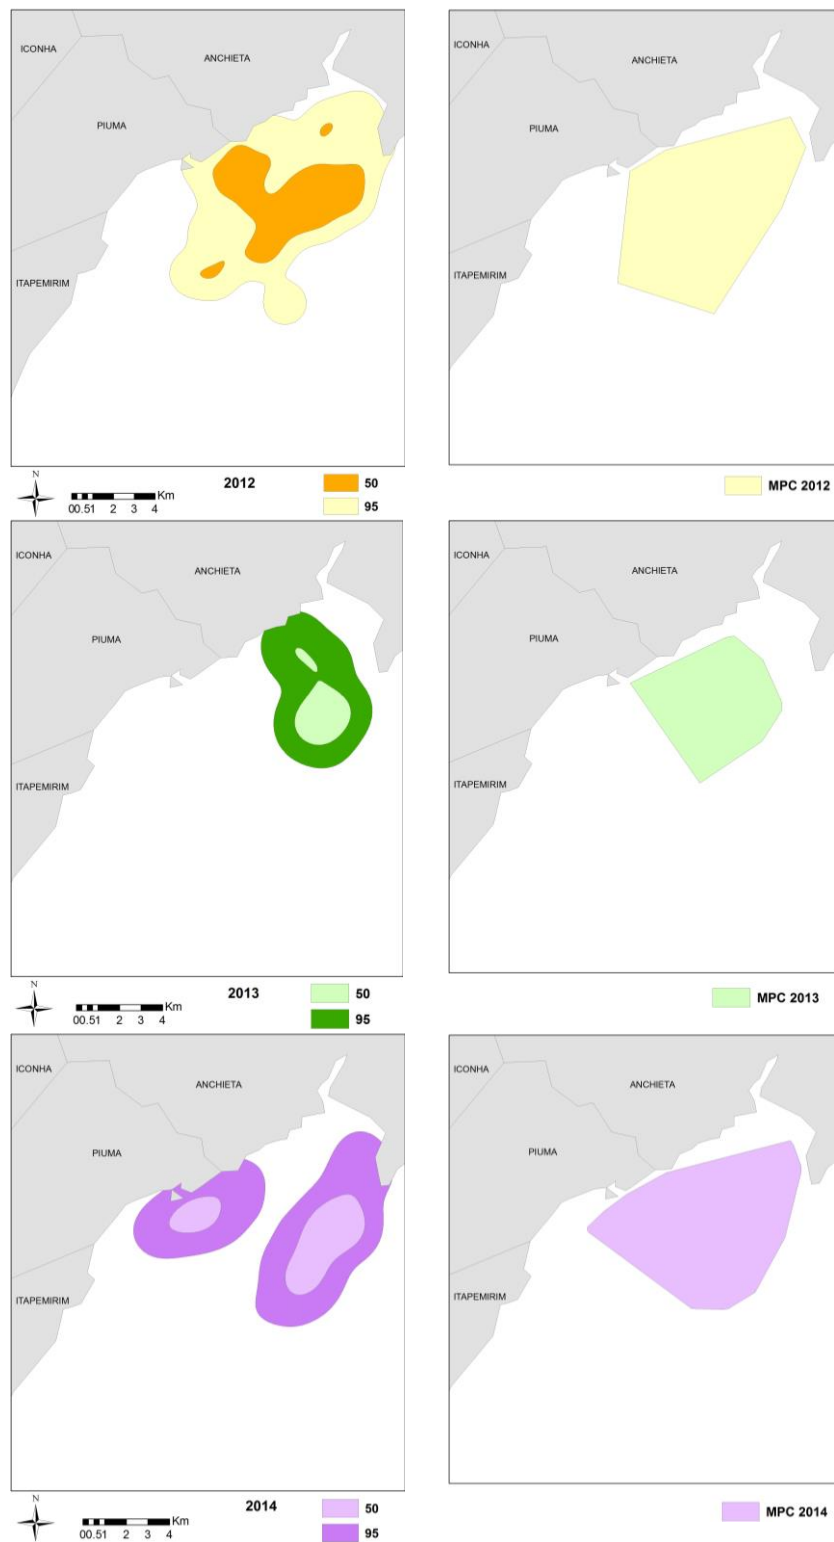 ICONHA
ANCHIETA
PIUMA
ITAPEMIRIM
N
Km
00.51 2 3 4
2012
50
95
ICONHA
ANCHIETA
PIUMA
ITAPEMIRIM
MPC 2012
ICONHA
ANCHIETA
PIUMA
ITAPEMIRIM
N
Km
00.51 2 3 4
2013
50
95
ICONHA
ANCHIETA
PIUMA
ITAPEMIRIM
MPC 2013
ICONHA
ANCHIETA
PIUMA
ITAPEMIRIM
N
Km
00.51 2 3 4
2014
50
95
ICONHA
ANCHIETA
PIUMA
ITAPEMIRIM
MPC 2014